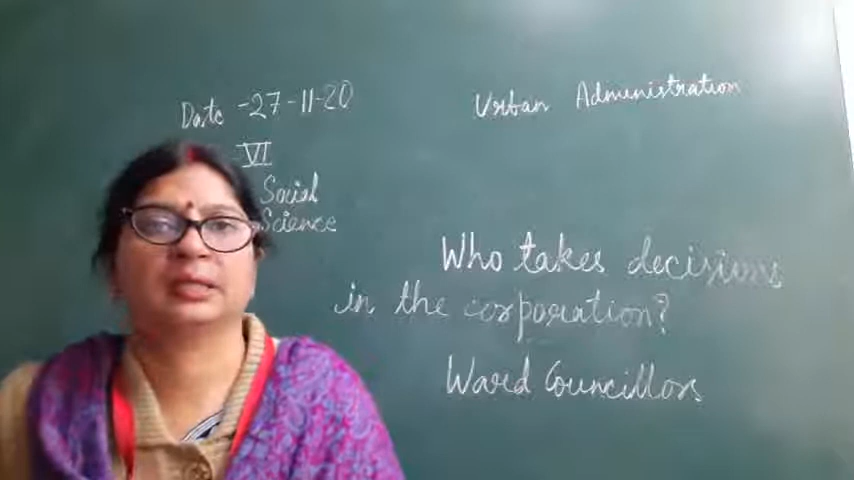 Date -27-11-20
Urban Administration
VI
Social
Science
Who takes decisions
in the corporation?
Ward Councillors